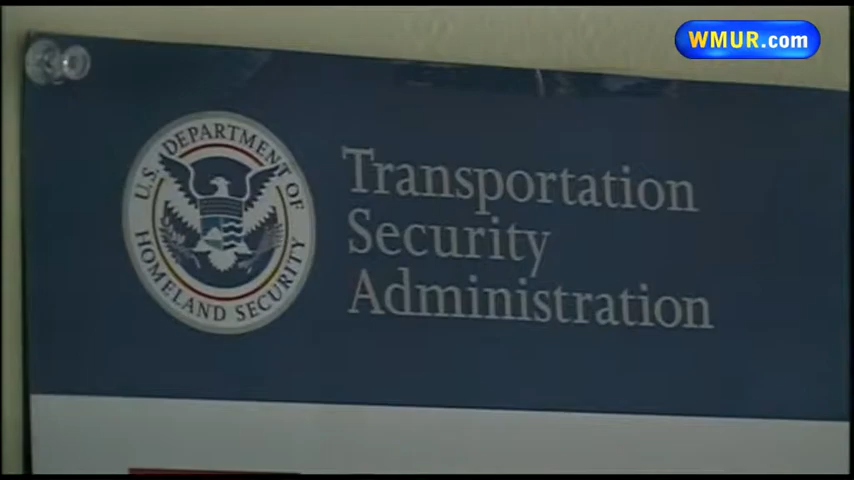 WMUR.com
U.S. DEPARTMENT OF
HOMELAND SECURITY
Transportation
Security
Administration